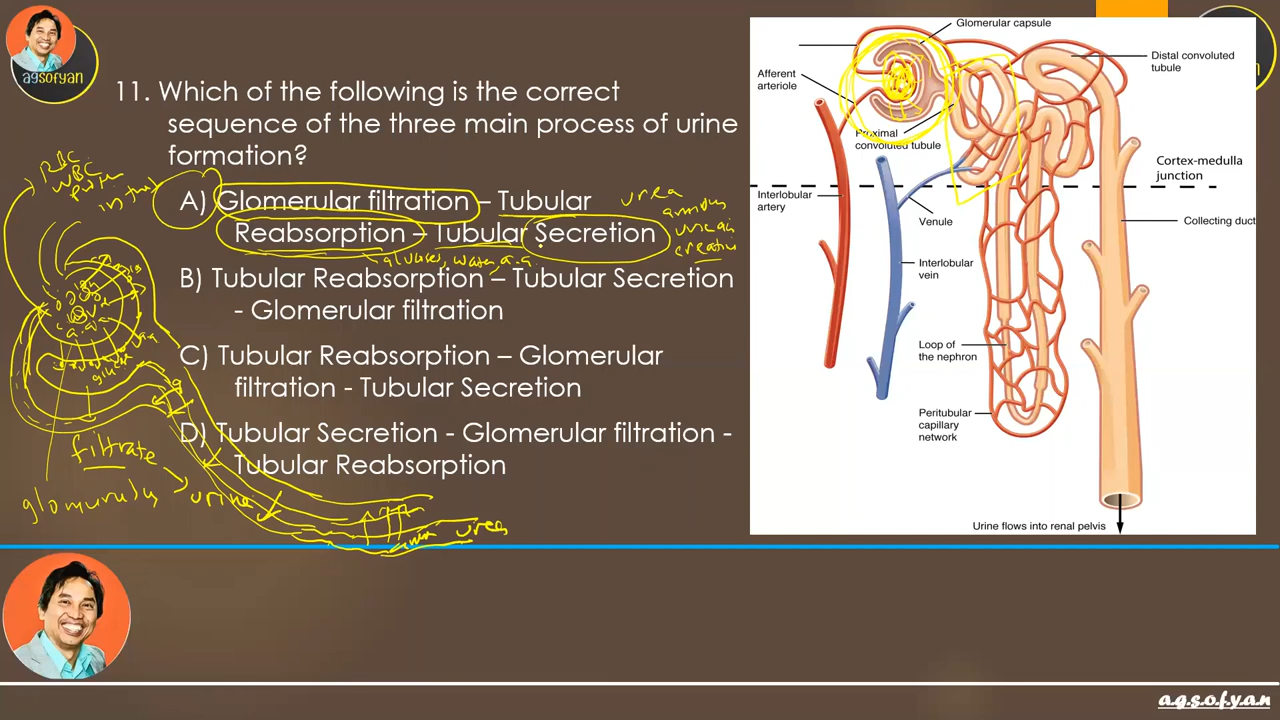 agsofyan
11. Which of the following is the correct
sequence of the three main process of urine
formation?
A) Glomerular filtration – Tubular
Reabsorption – Tubular Secretion
B) Tubular Reabsorption – Tubular Secretion
- Glomerular filtration
C) Tubular Reabsorption – Glomerular
filtration - Tubular Secretion
D) Tubular Secretion - Glomerular filtration -
Tubular Reabsorption
RBC
WBC
urea
glucose, water, a.a.
filtrate
urine
urea
Glomerular capsule
Distal convoluted
tubule
Afferent
arteriole
Proximal
convoluted tubule
Cortex-medulla
junction
Interlobular
artery
Venule
Collecting duct
Interlobular
vein
Loop of
the nephron
Peritubular
capillary
network
Urine flows into renal pelvis
a.g.s.o.f.y.a.n